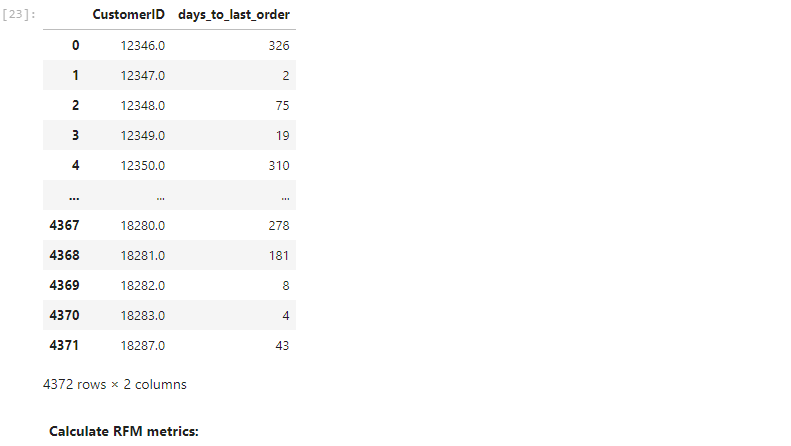 [23]:
CustomerID days_to_last_order
0 12346.0 326
1 12347.0 2
2 12348.0 75
3 12349.0 19
4 12350.0 310
... ... ...
4367 18280.0 278
4368 18281.0 181
4369 18282.0 8
4370 18283.0 4
4371 18287.0 43
4372 rows × 2 columns
Calculate RFM metrics: